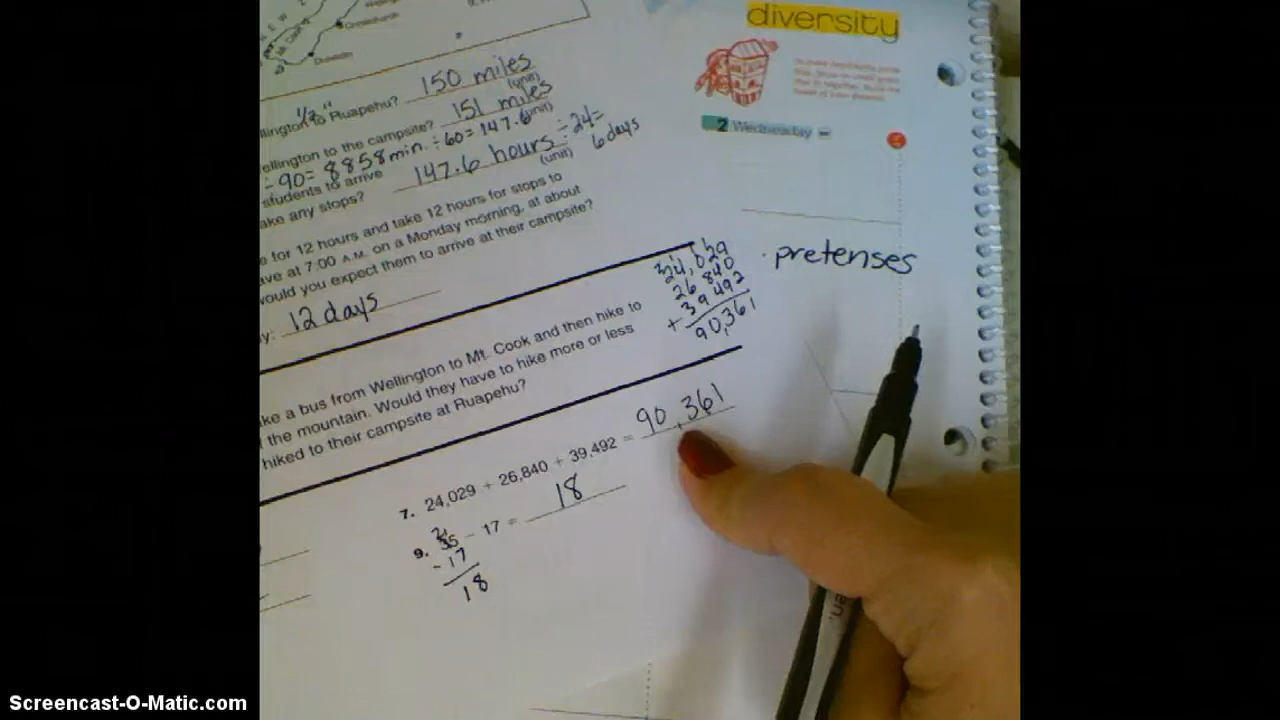 diversity
Christchurch
Dunedin
2 Wednesday
1/2"
Ruapehu? 150 miles
(unit)
ellington to the campsite? 151 miles
(unit)
÷ 90 = 8858 min. ÷ 60 = 147.6 ÷ 24 =
6 days
students to arrive
ake any stops? 147.6 hours
(unit)
e for 12 hours and take 12 hours for stops to
ave at 7:00 A.M. on a Monday morning, at about
would you expect them to arrive at their campsite?
y: 12 days
24,029
26 840
+ 39 492
90,361
pretenses
ke a bus from Wellington to Mt. Cook and then hike to
the mountain. Would they have to hike more or less
hiked to their campsite at Ruapehu?
7. 24,029 + 26,840 + 39,492 = 90,361
9. 35 - 17 = 18
- 17
18
Screencast-O-Matic.com